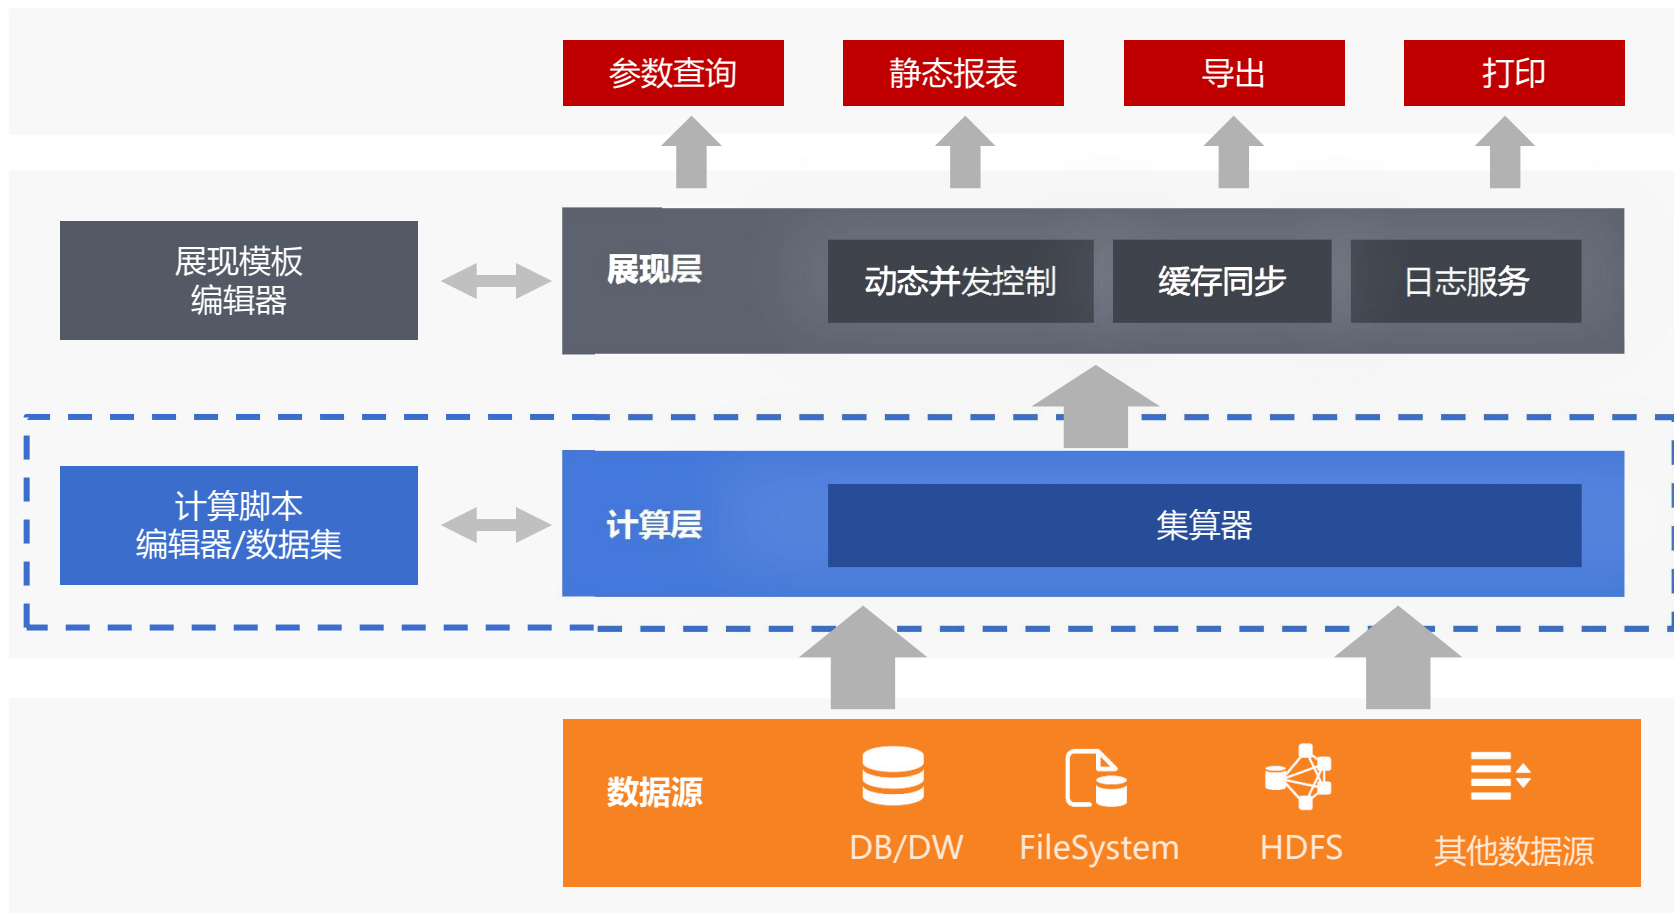 参数查询
静态报表
导出
打印
展现模板
编辑器
展现层
动态并发控制
缓存同步
日志服务
计算脚本
编辑器/数据集
计算层
集算器
数据源
DB/DW
FileSystem
HDFS
其他数据源